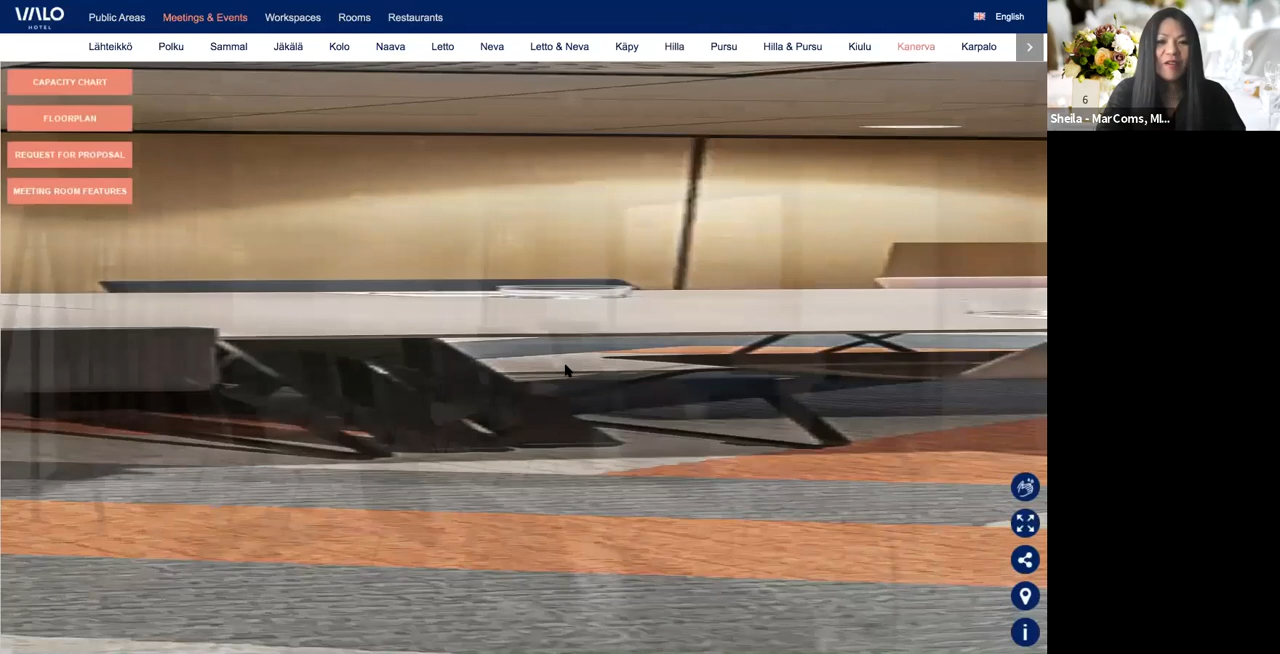 VALO
HOTEL
Public Areas Meetings & Events Workspaces Rooms Restaurants
English
Lähteikkö Polku Sammal Jäkälä Kolo Naava Letto Neva Letto & Neva Käpy Hilla Pursu Hilla & Pursu Kiulu Kanerva Karpalo
CAPACITY CHART
FLOORPLAN
REQUEST FOR PROPOSAL
MEETING ROOM FEATURES
6
Sheila - MarComs, MI...